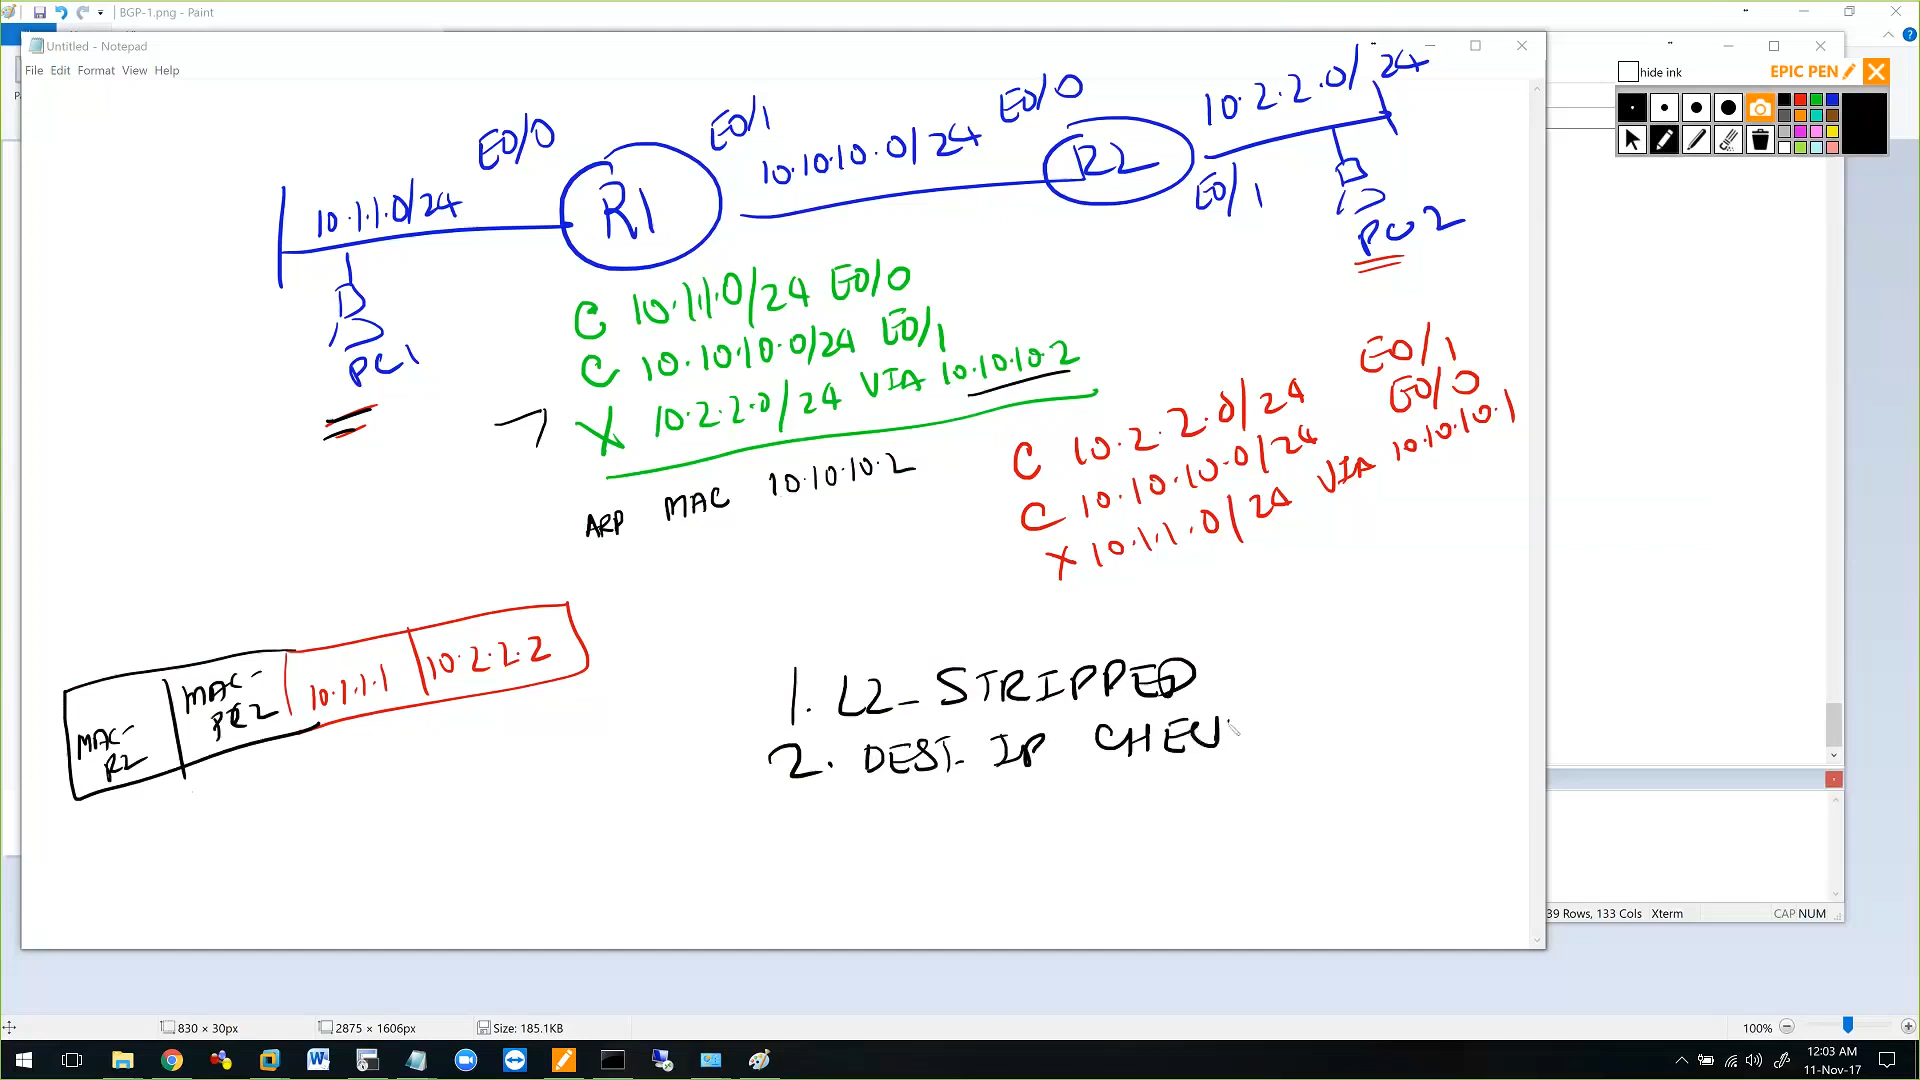 BGP-1.png - Paint
Untitled - Notepad
File Edit Format View Help
hide ink
EPIC PEN
10.1.1.0/24
E0/0
R1
E0/1
10.10.10.0/24
E0/0
R2
E0/1
10.2.2.0/24
PC1
PC2
C 10.1.1.0/24 E0/0
C 10.10.10.0/24 E0/1
X 10.2.2.0/24 VIA 10.10.10.2
ARP MAC 10.10.10.2
C 10.2.2.0/24 E0/1
C 10.10.10.0/24 E0/0
X 10.1.1.0/24 VIA 10.10.10.1
MAC-
R2
MAC-
PC2
10.1.1.1
10.2.2.2
1. L2- STRIPPED
2. DEST. IP CHEC
39 Rows, 133 Cols Xterm CAP NUM
830 × 30px 2875 × 1606px Size: 185.1KB 100%
12:03 AM
11-Nov-17